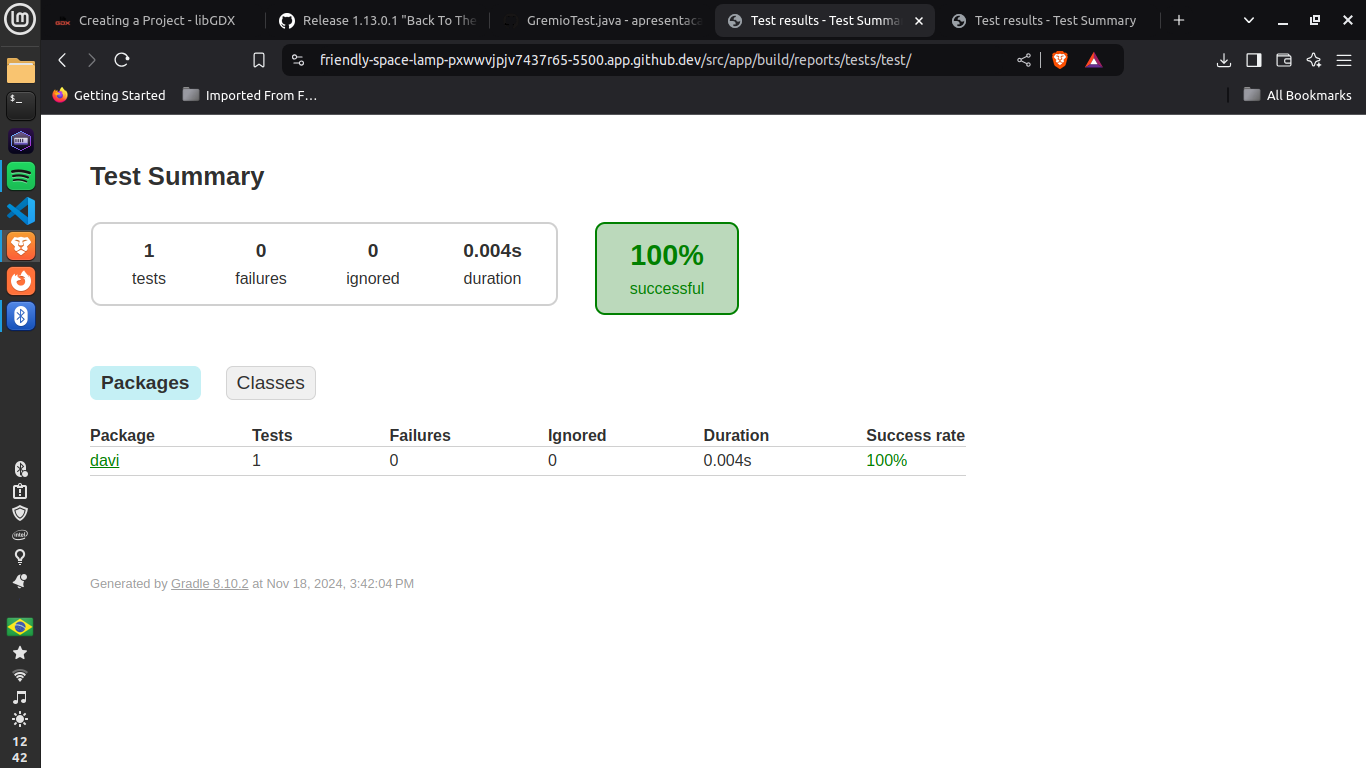 Creating a Project - libGDX
Release 1.13.0.1 "Back To The
GremioTest.java - apresentaca
Test results - Test Summa
Test results - Test Summary
friendly-space-lamp-pxwwvjpjv7437r65-5500.app.github.dev/src/app/build/reports/tests/test/
Getting Started
Imported From F…
All Bookmarks
Test Summary
1 0 0 0.004s
tests failures ignored duration
100%
successful
Packages Classes
Package Tests Failures Ignored Duration Success rate
davi 1 0 0 0.004s 100%
Generated by Gradle 8.10.2 at Nov 18, 2024, 3:42:04 PM
12
42